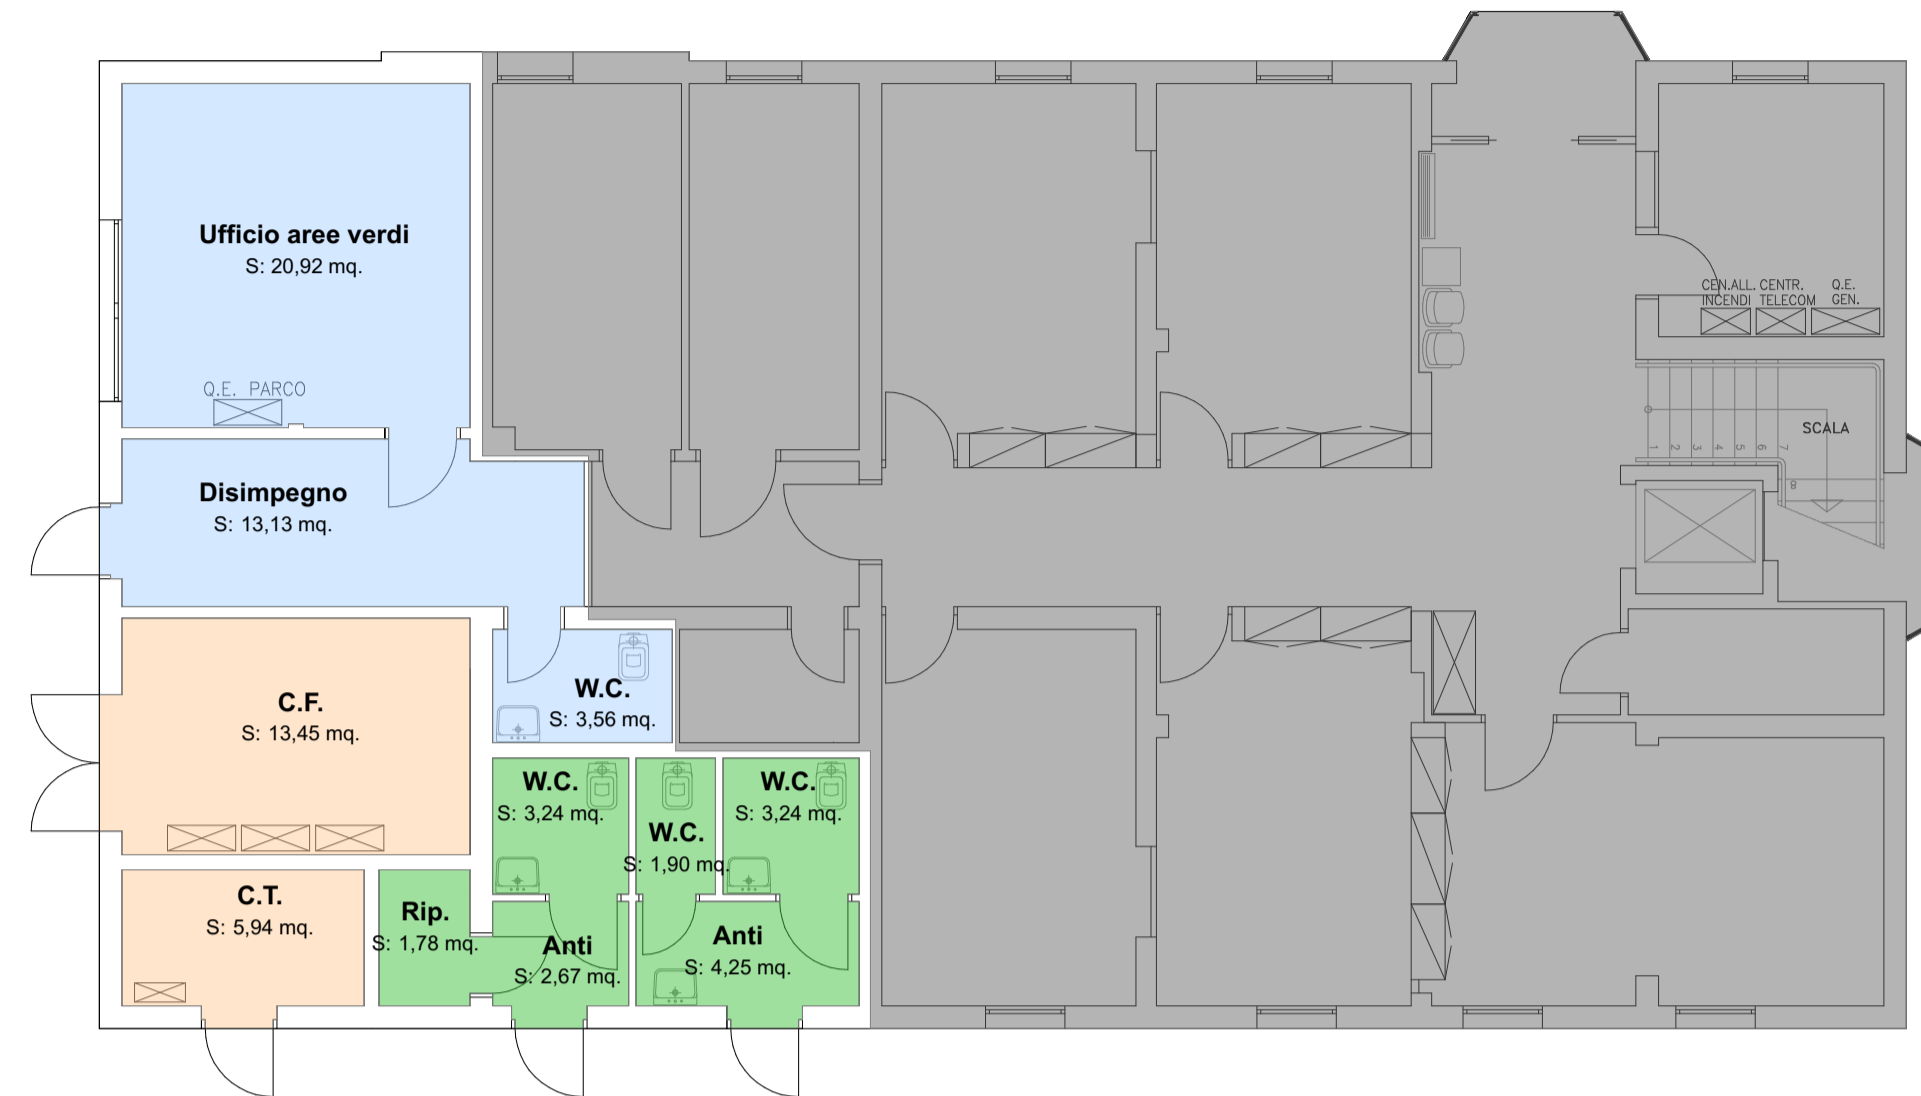 Ufficio aree verdi
S: 20,92 mq.
Q.E. PARCO
CEN.ALL. CENTR. Q.E.
INCENDI TELECOM GEN.
SCALA
1 2 3 4 5 6 7
8
Disimpegno
S: 13,13 mq.
C.F.
S: 13,45 mq.
W.C.
S: 3,56 mq.
W.C.
S: 3,24 mq.
W.C.
S: 1,90 mq.
W.C.
S: 3,24 mq.
C.T.
S: 5,94 mq.
Rip.
S: 1,78 mq.
Anti
S: 2,67 mq.
Anti
S: 4,25 mq.